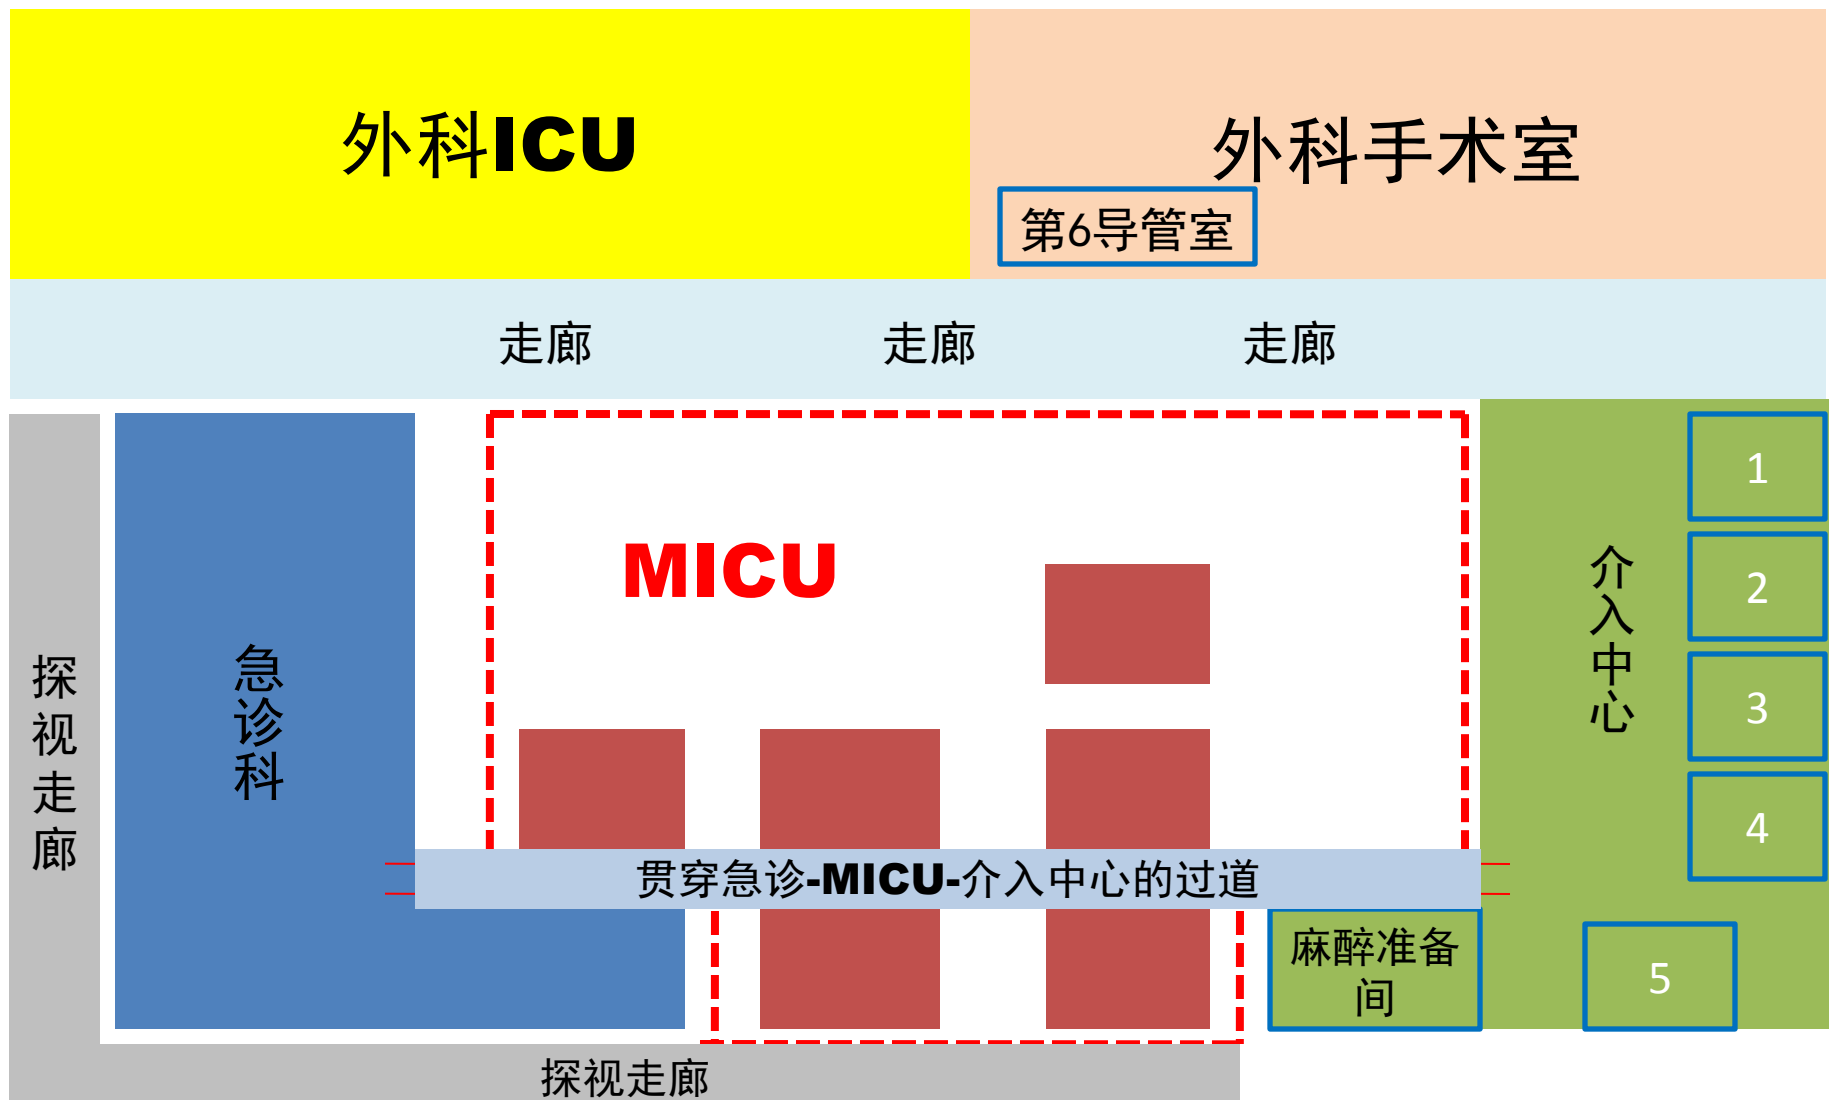 外科ICU
外科手术室
第6导管室
走廊
走廊
走廊
MICU
急诊科
探视走廊
介入中心
1
2
3
4
贯穿急诊-MICU-介入中心的过道
麻醉准备
间
5
探视走廊